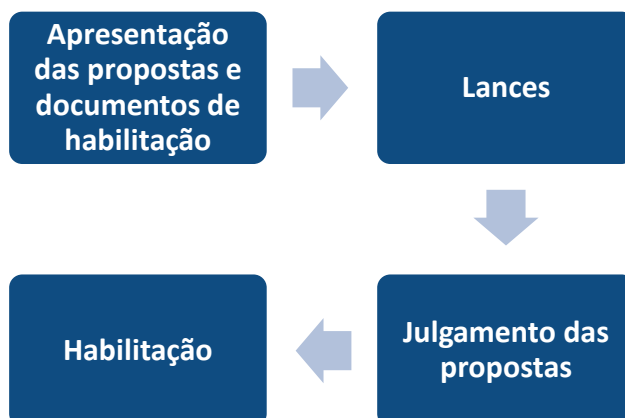 Apresentação
das propostas e
documentos de
habilitação
Lances
Julgamento das
propostas
Habilitação